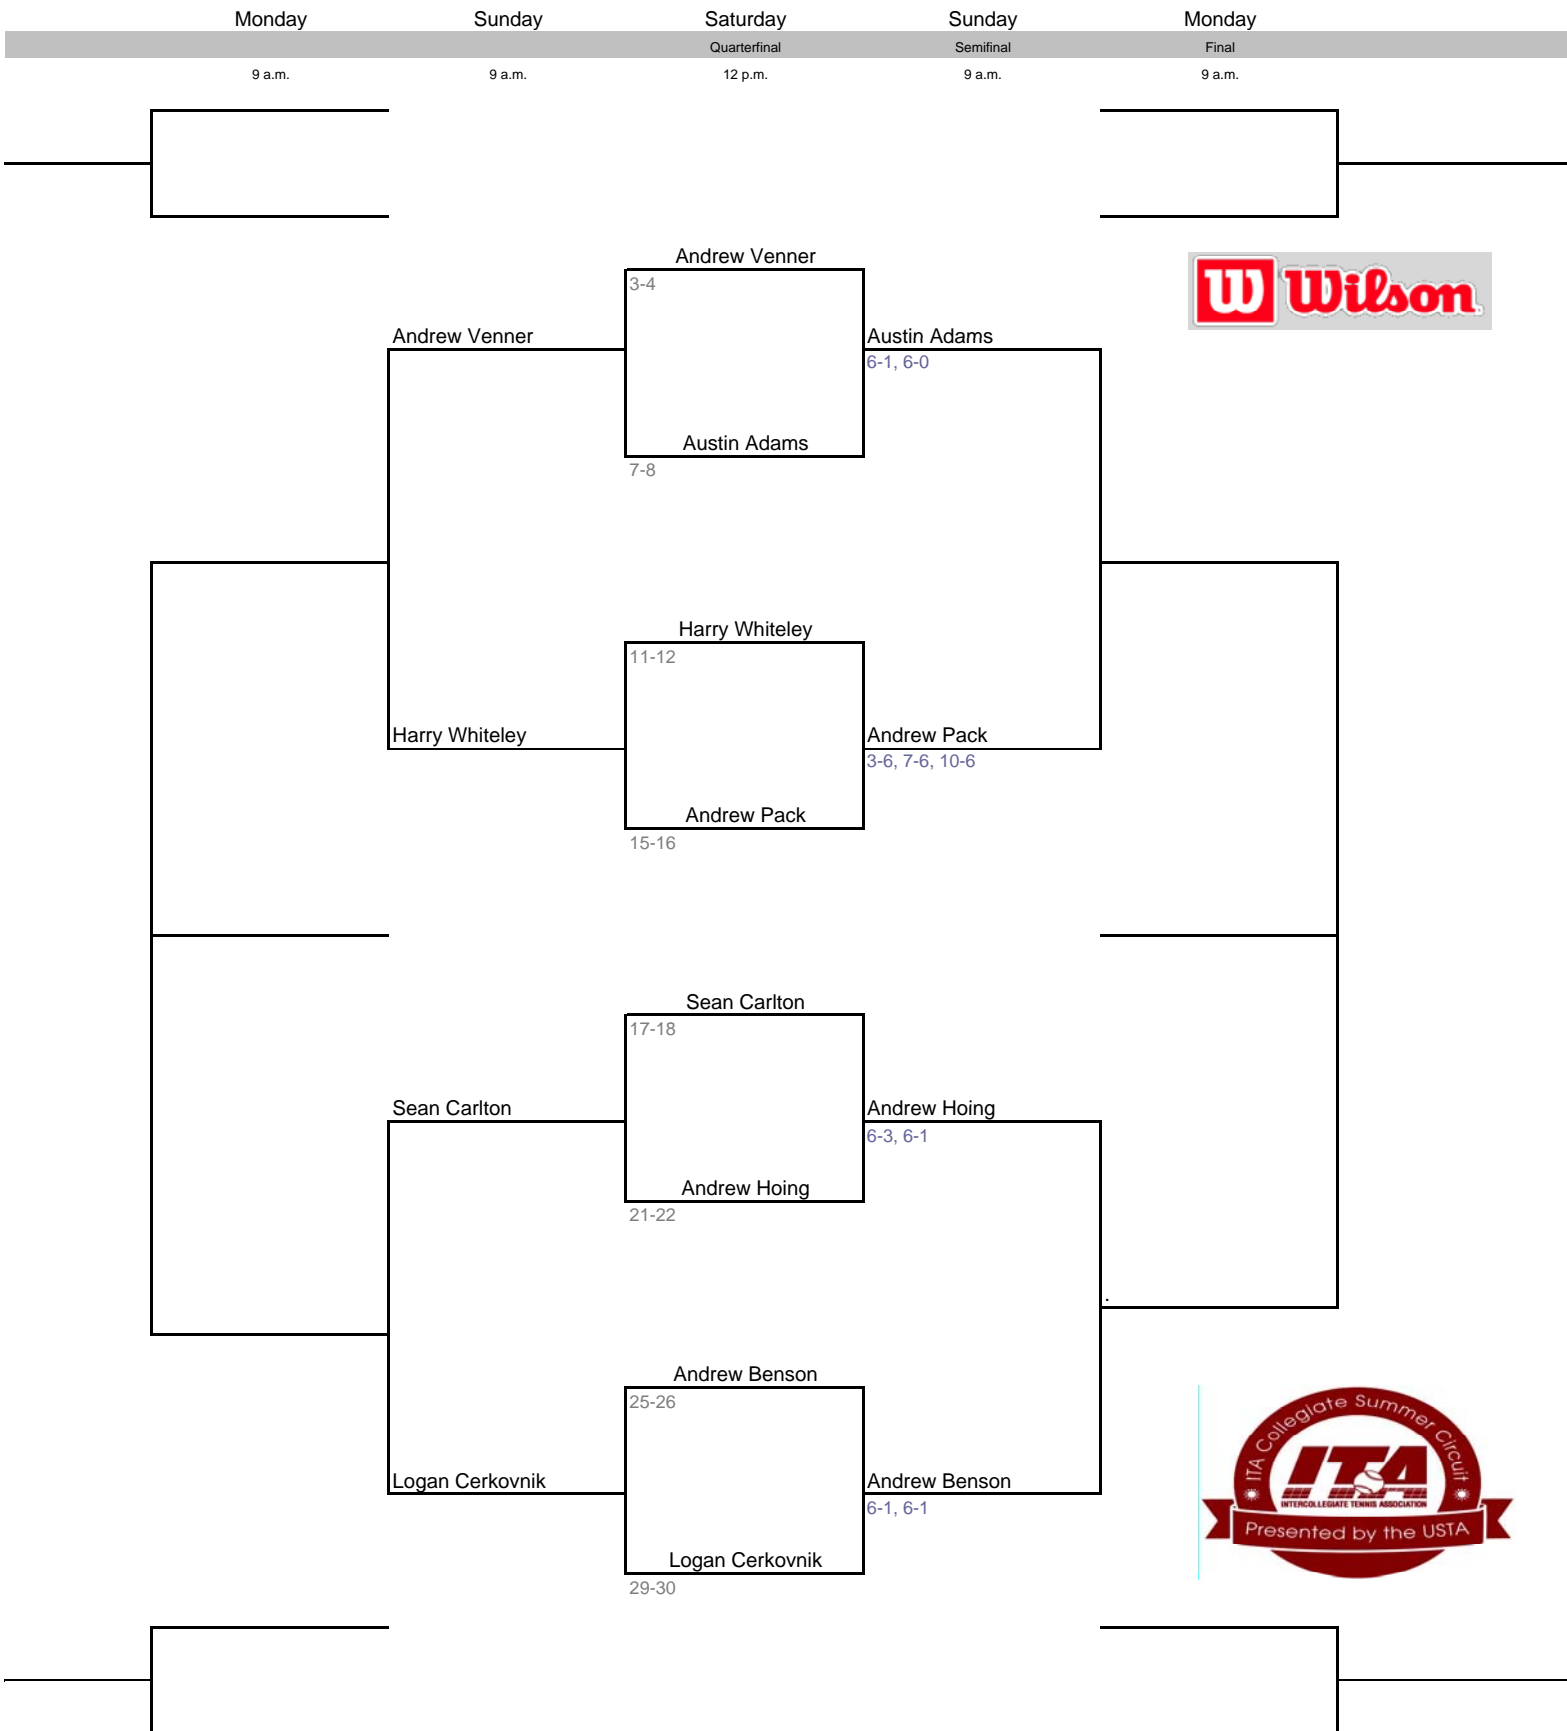 Monday Sunday Saturday Sunday Monday
Quarterfinal Semifinal Final
9 a.m. 9 a.m. 12 p.m. 9 a.m. 9 a.m.
Andrew Venner
3-4
W Wilson
Andrew Venner Austin Adams
6-1, 6-0
Austin Adams
7-8
Harry Whiteley
11-12
Harry Whiteley Andrew Pack
3-6, 7-6, 10-6
Andrew Pack
15-16
Sean Carlton
17-18
Sean Carlton Andrew Hoing
6-3, 6-1
Andrew Hoing
21-22
.
Andrew Benson
25-26
ITA Collegiate Summer Circuit
ITA
INTERCOLLEGIATE TENNIS ASSOCIATION
Presented by the USTA
Logan Cerkovnik Andrew Benson
6-1, 6-1
Logan Cerkovnik
29-30